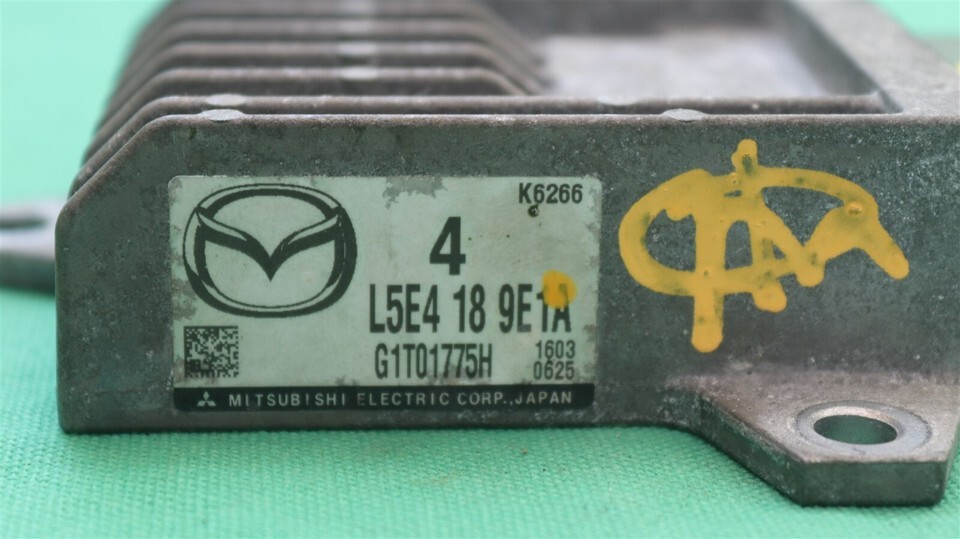 K6266
4
L5E4 18 9E1A
G1T01775H 1603
0625
MITSUBISHI ELECTRIC CORP., JAPAN